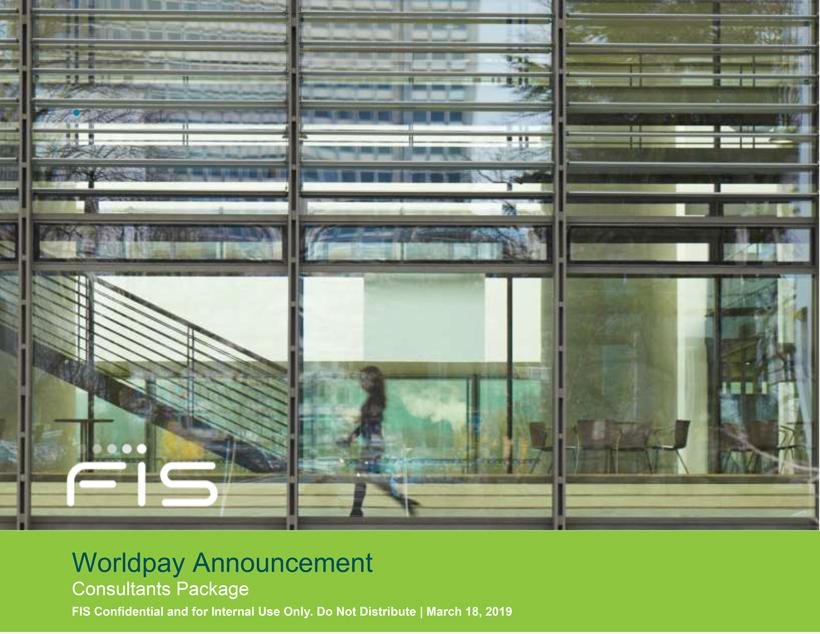 FIS
Worldpay Announcement
Consultants Package
FIS Confidential and for Internal Use Only. Do Not Distribute | March 18, 2019